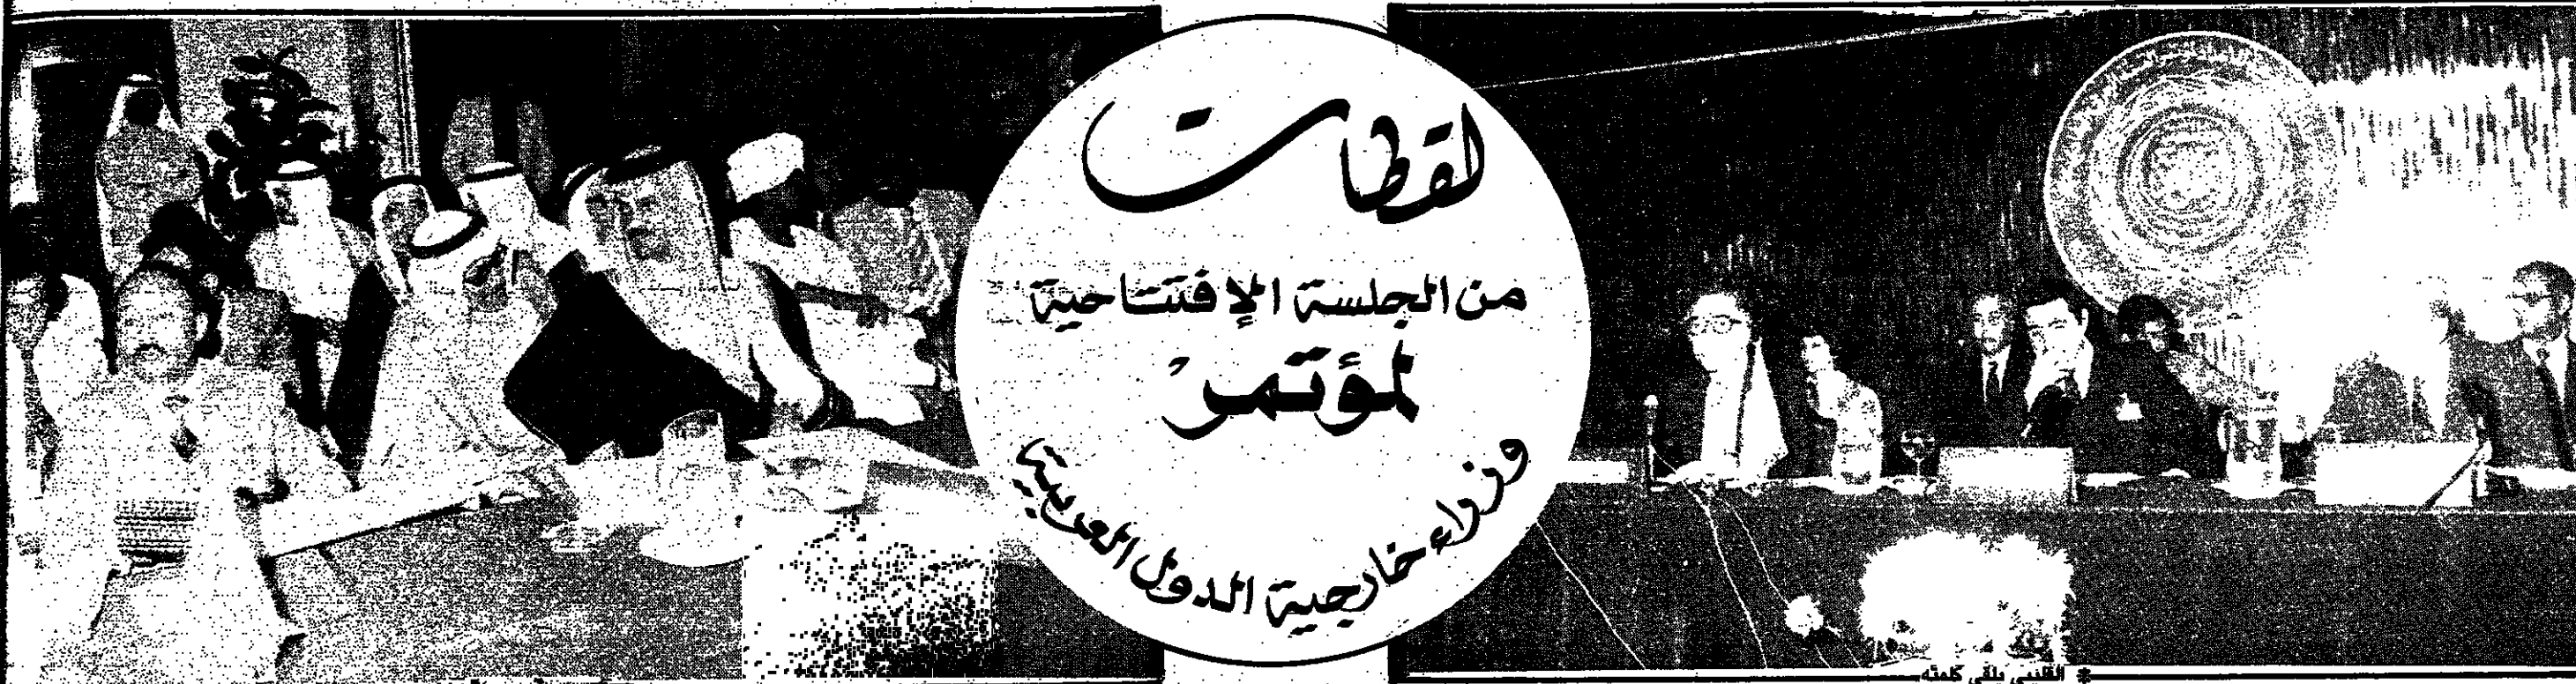 لقطات
من الجلسة الإفتتاحية
لمؤتمر
وزراء خارجية الدول العربية
* القليبي يلقي كلمته